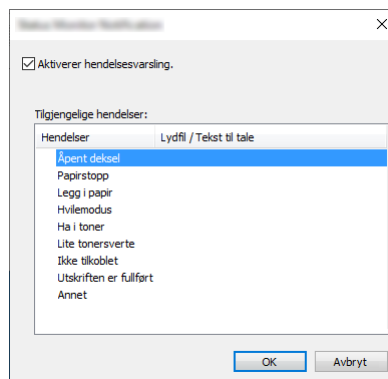 Aktiverer hendelsesvarsling.
Tilgjengelige hendelser:
Hendelser Lydfil / Tekst til tale
Åpent deksel
Papirstopp
Legg i papir
Hvilemodus
Ha i toner
Lite tonersverte
Ikke tilkoblet
Utskriften er fullført
Annet
OK Avbryt